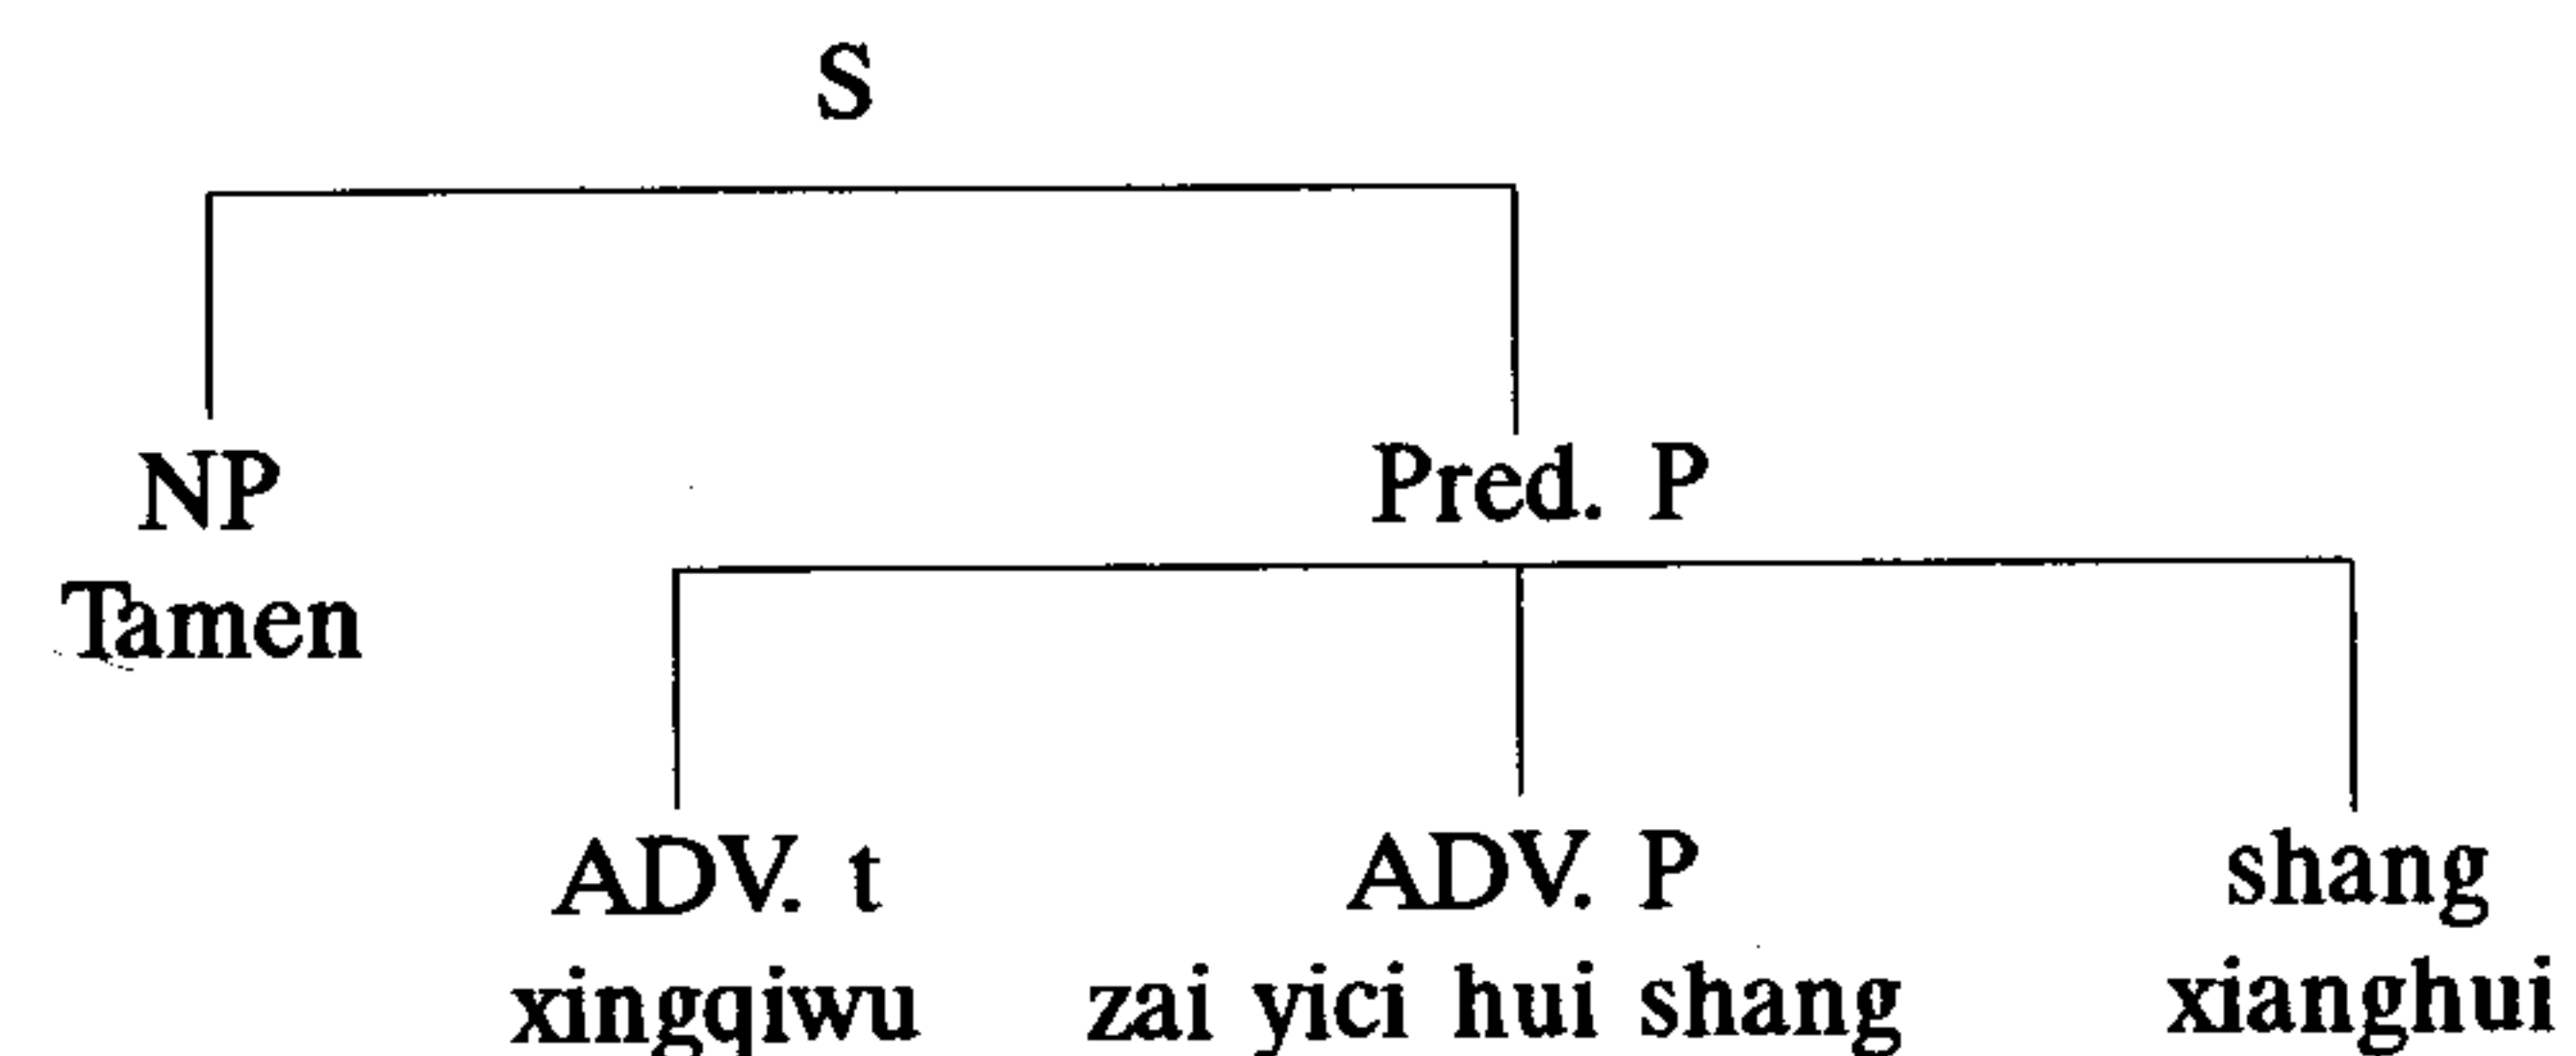 S
NP Pred. P
Tamen
ADV. t ADV. P shang
xingqiwu zai yici hui shang xianghui